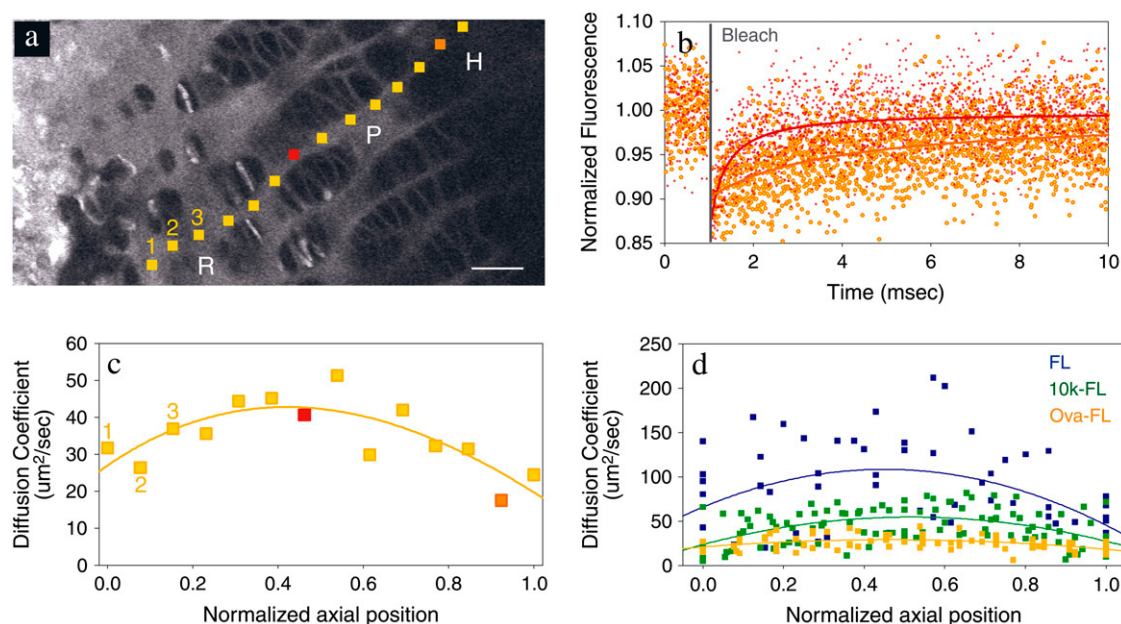 a
1
2
3
R
P
H
b
Bleach
Normalized Fluorescence
1.10
1.05
1.00
0.95
0.90
0.85
0 2 4 6 8 10
Time (msec)
c
Diffusion Coefficient
(um²/sec)
60
50
40
30
20
10
0
1
2
3
0.0 0.2 0.4 0.6 0.8 1.0
Normalized axial position
d
FL
10k-FL
Ova-FL
Diffusion Coefficient
(um²/sec)
250
200
150
100
50
0
0.0 0.2 0.4 0.6 0.8 1.0
Normalized axial position